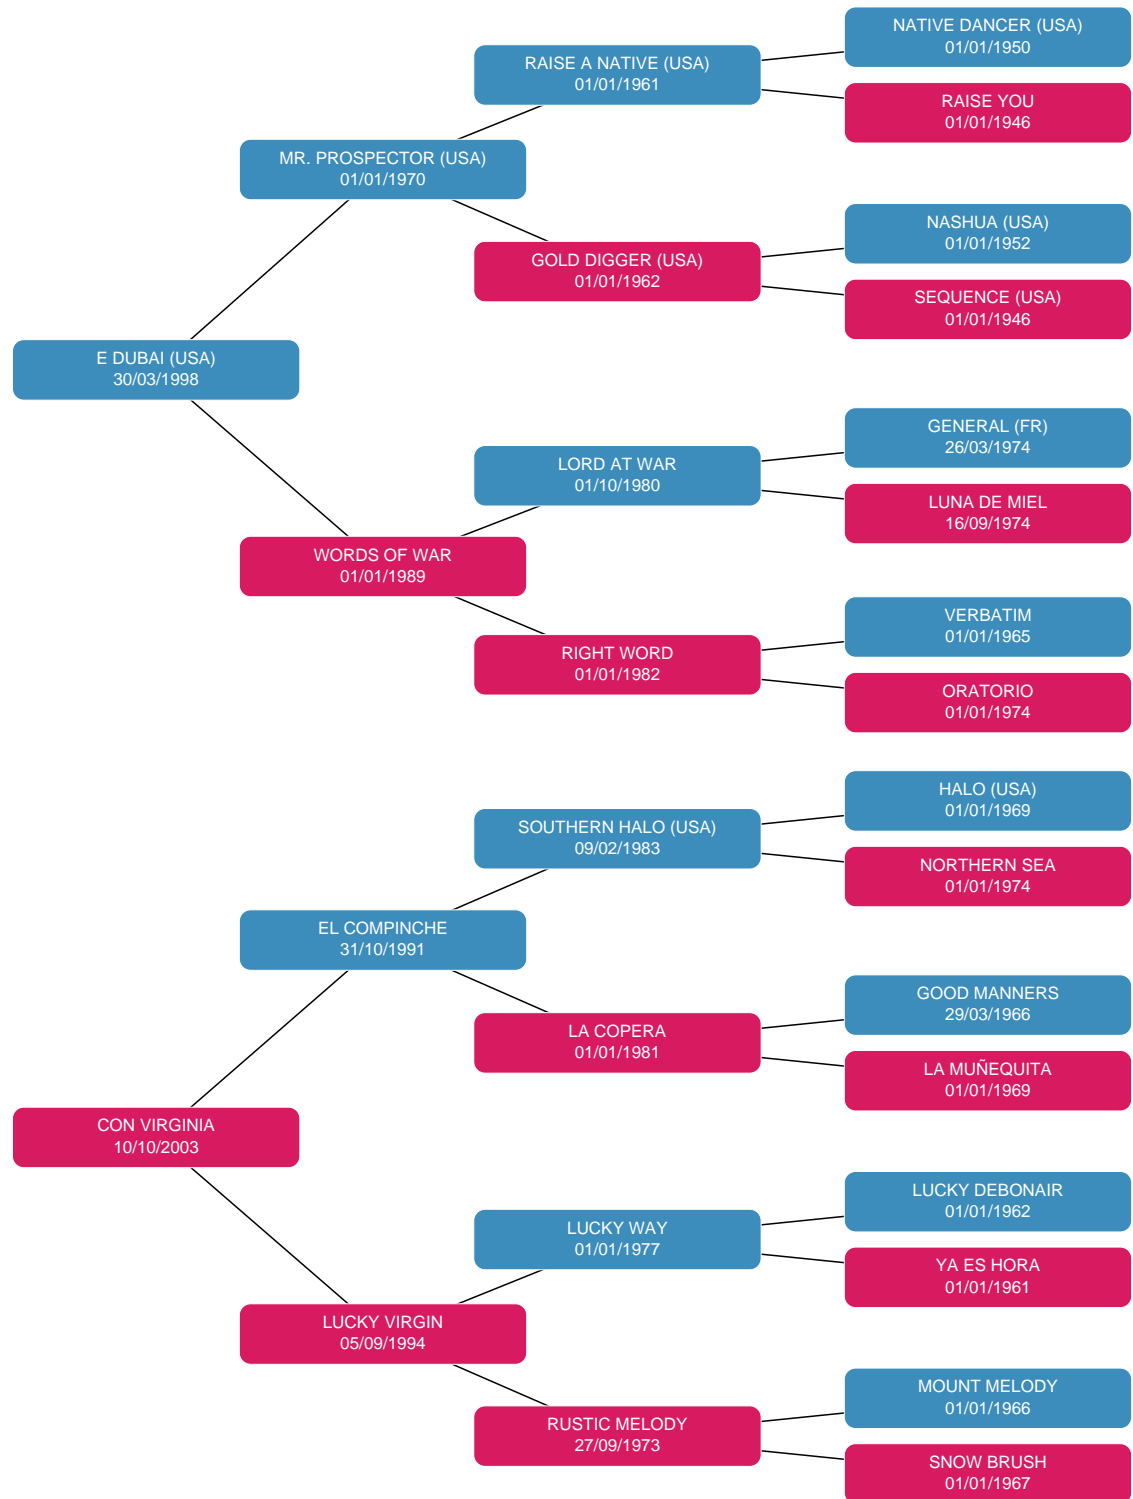 NATIVE DANCER (USA)
01/01/1950
RAISE A NATIVE (USA)
01/01/1961
RAISE YOU
01/01/1946
MR. PROSPECTOR (USA)
01/01/1970
NASHUA (USA)
01/01/1952
GOLD DIGGER (USA)
01/01/1962
SEQUENCE (USA)
01/01/1946
E DUBAI (USA)
30/03/1998
GENERAL (FR)
26/03/1974
LORD AT WAR
01/10/1980
LUNA DE MIEL
16/09/1974
WORDS OF WAR
01/01/1989
VERBATIM
01/01/1965
RIGHT WORD
01/01/1982
ORATORIO
01/01/1974
HALO (USA)
01/01/1969
SOUTHERN HALO (USA)
09/02/1983
NORTHERN SEA
01/01/1974
EL COMPINCHE
31/10/1991
GOOD MANNERS
29/03/1966
LA COPERA
01/01/1981
LA MUÑEQUITA
01/01/1969
CON VIRGINIA
10/10/2003
LUCKY DEBONAIR
01/01/1962
LUCKY WAY
01/01/1977
YA ES HORA
01/01/1961
LUCKY VIRGIN
05/09/1994
MOUNT MELODY
01/01/1966
RUSTIC MELODY
27/09/1973
SNOW BRUSH
01/01/1967